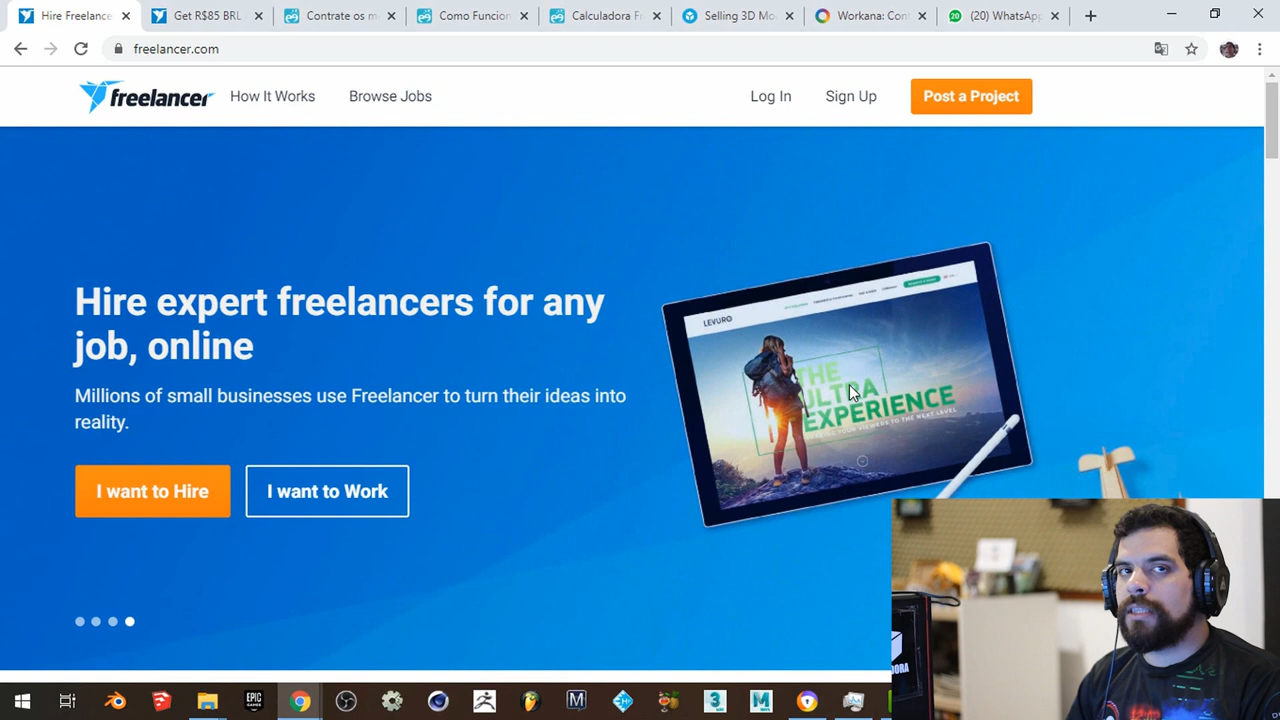 Hire Freelance
Get R$85 BRL
Contrate os m
Como Funcion
Calculadora Fr
Selling 3D Mo
Workana: Con
(20) WhatsApp
freelancer.com
freelancer
How It Works
Browse Jobs
Log In
Sign Up
Post a Project
Hire expert freelancers for any
job, online
Millions of small businesses use Freelancer to turn their ideas into
reality.
I want to Hire
I want to Work
LEVURO
THE
ULTRA
EXPERIENCE
EPIC
GAMES